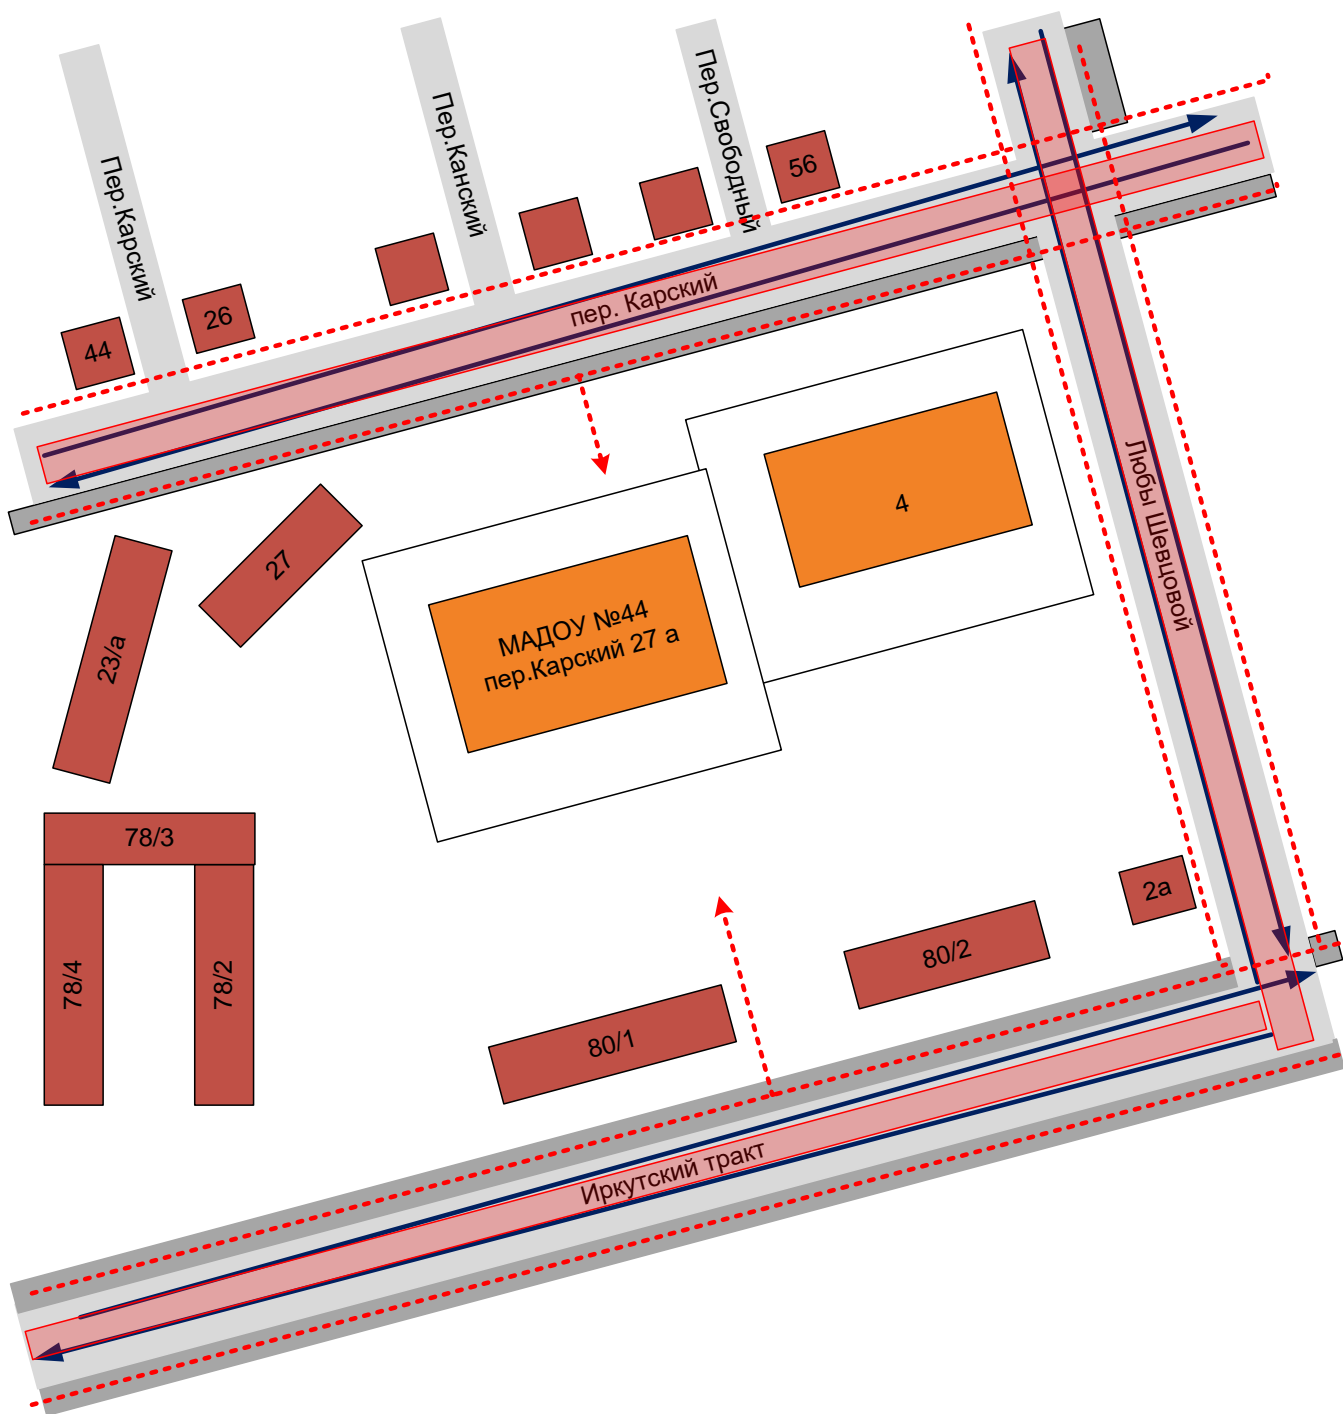 Пер.Карский
Пер.Канский
Пер.Свободный
56
44
26
пер. Карский
4
Любы Шевцовой
27
23/а
МАДОУ №44
пер.Карский 27 а
78/3
78/4
78/2
2а
80/2
80/1
Иркутский тракт